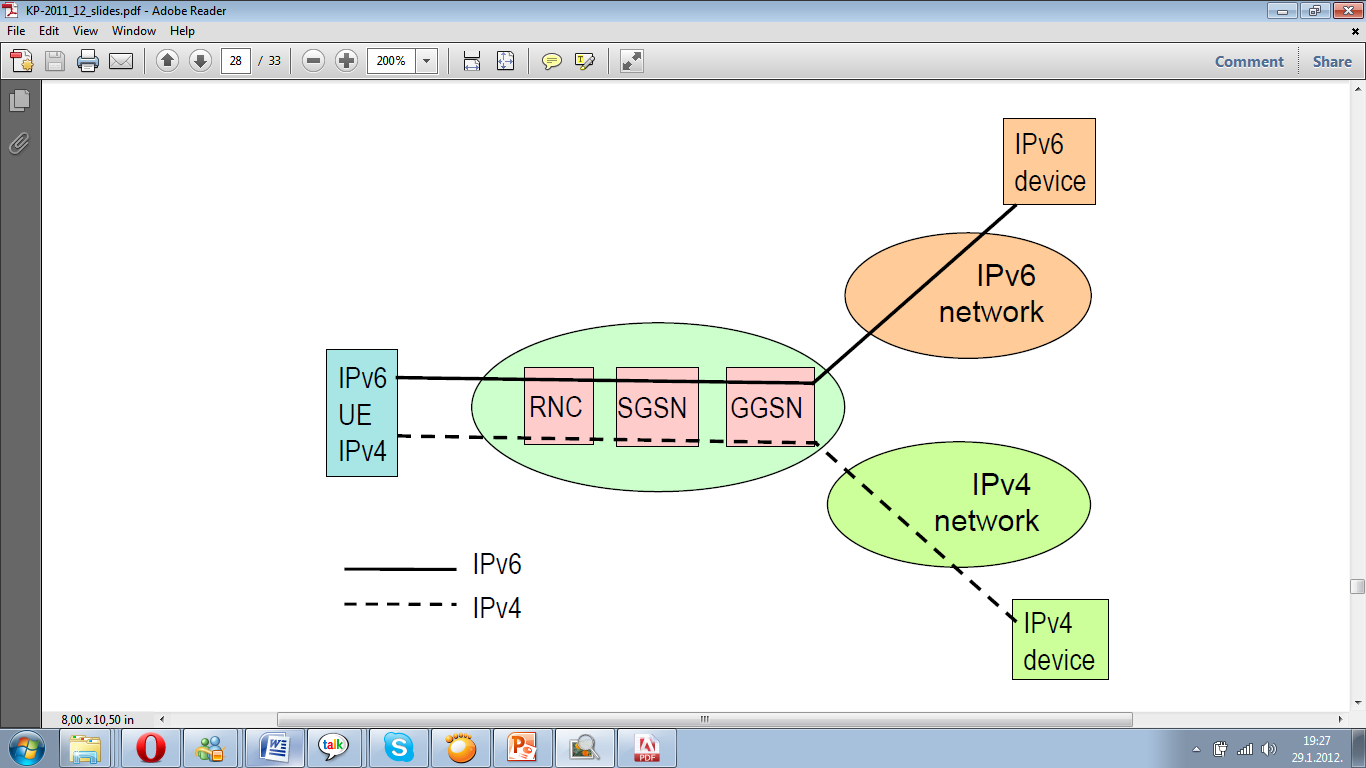 KP-2011_12_slides.pdf - Adobe Reader
File Edit View Window Help
28 / 33 200% Comment Share
IPv6
device
IPv6
network
IPv6
UE
IPv4
RNC SGSN GGSN
IPv4
network
IPv6
IPv4
IPv4
device
8,00 x 10,50 in
talk
PDF
19:27
29.1.2012.